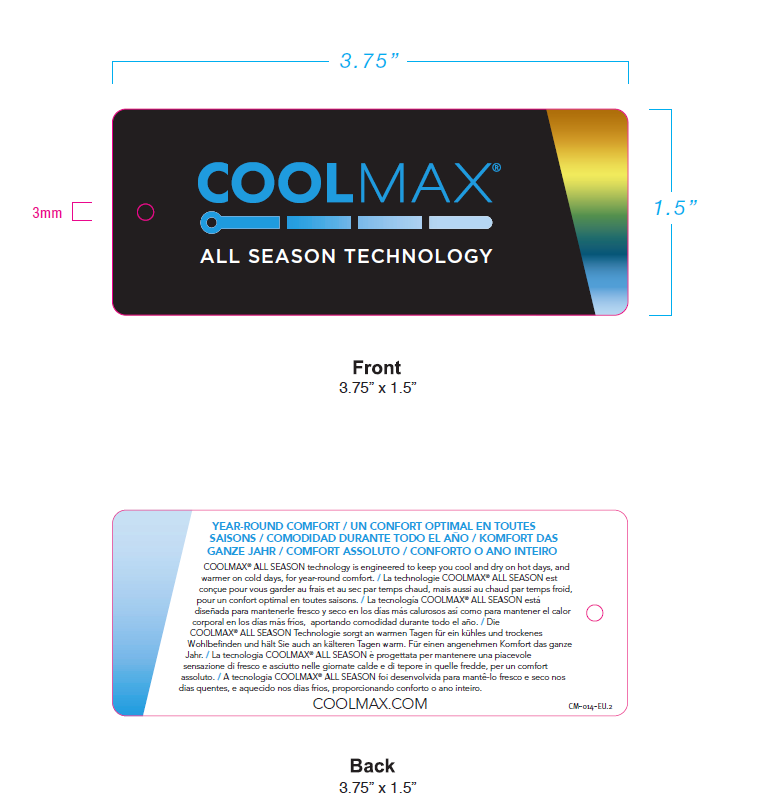 3.75”
COOLMAX®
3mm
1.5”
ALL SEASON TECHNOLOGY
Front
3.75” x 1.5”
YEAR-ROUND COMFORT / UN CONFORT OPTIMAL EN TOUTES
SAISONS / COMODIDAD DURANTE TODO EL AÑO / KOMFORT DAS
GANZE JAHR / COMFORT ASSOLUTO / CONFORTO O ANO INTEIRO
COOLMAX® ALL SEASON technology is engineered to keep you cool and dry on hot days, and
warmer on cold days, for year-round comfort. / La technologie COOLMAX® ALL SEASON est
conçue pour vous garder au frais et au sec par temps chaud, mais aussi au chaud par temps froid,
pour un confort optimal en toutes saisons. / La tecnología COOLMAX® ALL SEASON está
diseñada para mantenerle fresco y seco en los días más calurosos así como para mantener el calor
corporal en los días más fríos, aportando comodidad durante todo el año. / Die
COOLMAX® ALL SEASON Technologie sorgt an warmen Tagen für ein kühles und trockenes
Wohlbefinden und hält Sie auch an kälteren Tagen warm. Für einen angenehmen Komfort das ganze
Jahr. / La tecnologia COOLMAX® ALL SEASON è progettata per mantenere una piacevole
sensazione di fresco e asciutto nelle giornate calde e di tepore in quelle fredde, per un comfort
assoluto. / A tecnologia COOLMAX® ALL SEASON foi desenvolvida para mantê-lo fresco e seco nos
dias quentes, e aquecido nos dias frios, proporcionando conforto o ano inteiro.
COOLMAX.COM
CM-014-EU.2
Back
3.75” x 1.5”